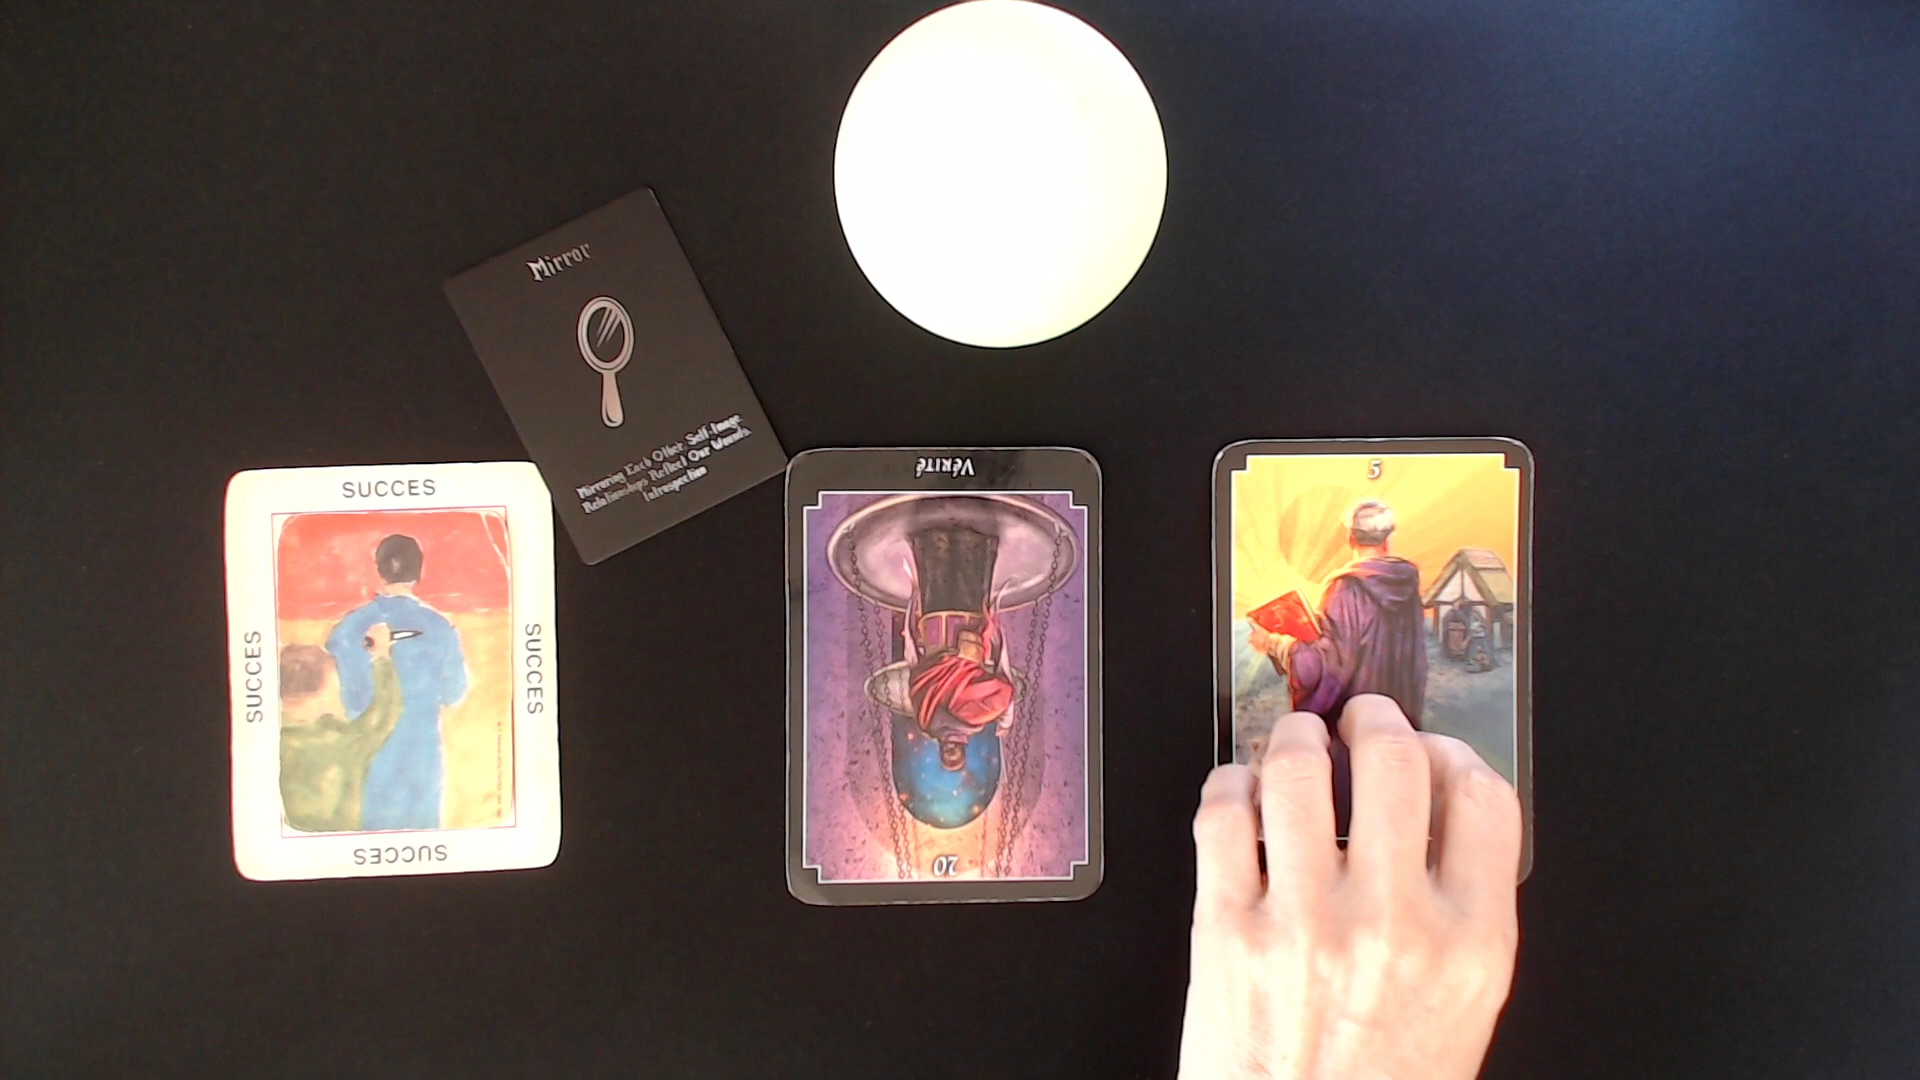 Mirror
Mirroring Each Other, Self-Image,
Relationships Reflect Our Wounds,
Introspection
SUCCES
SUCCES
SUCCES
SUCCES
Vérité
20
5